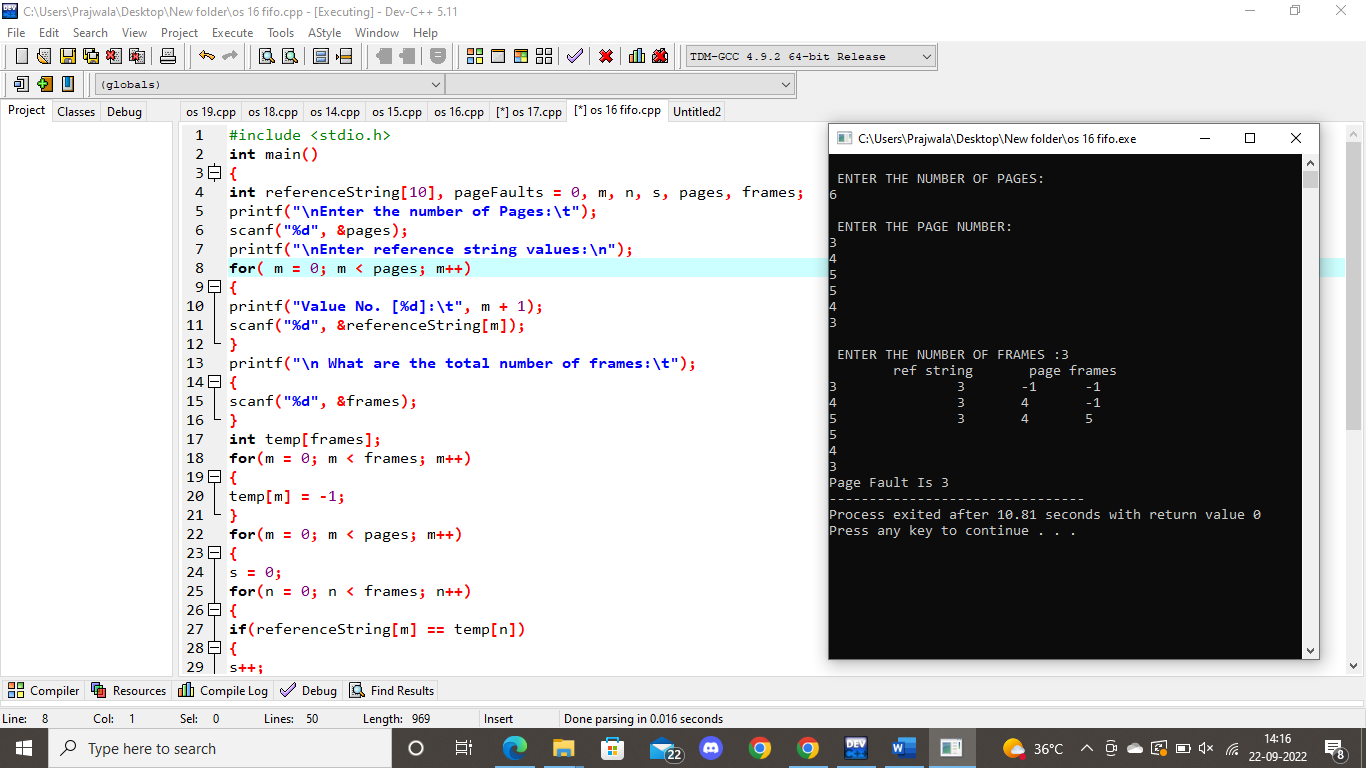 C:\Users\Prajwala\Desktop\New folder\os 16 fifo.cpp - [Executing] - Dev-C++ 5.11
File Edit Search View Project Execute Tools AStyle Window Help
TDM-GCC 4.9.2 64-bit Release
(globals)
Project Classes Debug
os 19.cpp os 18.cpp os 14.cpp os 15.cpp os 16.cpp [*] os 17.cpp [*] os 16 fifo.cpp Untitled2
1 #include <stdio.h>
2 int main()
3 {
4 int referenceString[10], pageFaults = 0, m, n, s, pages, frames;
5 printf("\nEnter the number of Pages:\t");
6 scanf("%d", &pages);
7 printf("\nEnter reference string values:\n");
8 for( m = 0; m < pages; m++)
9 {
10 printf("Value No. [%d]:\t", m + 1);
11 scanf("%d", &referenceString[m]);
12 }
13 printf("\n What are the total number of frames:\t");
14 {
15 scanf("%d", &frames);
16 }
17 int temp[frames];
18 for(m = 0; m < frames; m++)
19 {
20 temp[m] = -1;
21 }
22 for(m = 0; m < pages; m++)
23 {
24 s = 0;
25 for(n = 0; n < frames; n++)
26 {
27 if(referenceString[m] == temp[n])
28 {
29 s++;
C:\Users\Prajwala\Desktop\New folder\os 16 fifo.exe
ENTER THE NUMBER OF PAGES:
6
ENTER THE PAGE NUMBER:
3
4
5
5
4
3
ENTER THE NUMBER OF FRAMES :3
ref string page frames
3 3 -1 -1
4 3 4 -1
5 3 4 5
5
4
3
Page Fault Is 3
--------------------------------
Process exited after 10.81 seconds with return value 0
Press any key to continue . . .
Compiler Resources Compile Log Debug Find Results
Line: 8 Col: 1 Sel: 0 Lines: 50 Length: 969 Insert Done parsing in 0.016 seconds
Type here to search
22
DEV
36°C
14:16
22-09-2022
8